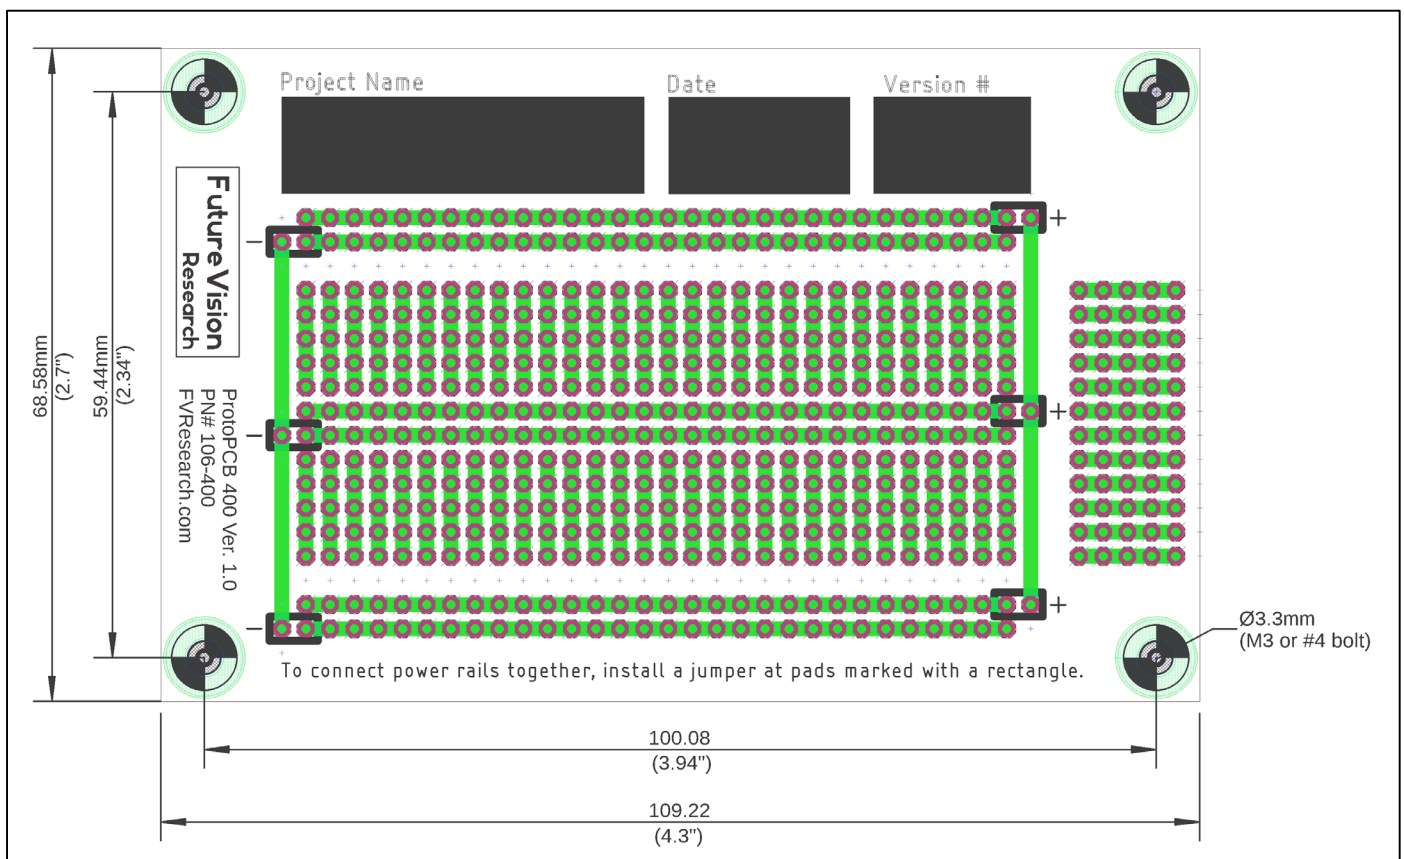 Project Name
Date
Version #
Future Vision
Research
ProtoPCB 400 Ver. 1.0
PN# 106-400
FVResearch.com
68.58mm
(2.7")
59.44mm
(2.34")
+
−
+
−
+
−
To connect power rails together, install a jumper at pads marked with a rectangle.
Ø3.3mm
(M3 or #4 bolt)
100.08
(3.94")
109.22
(4.3")